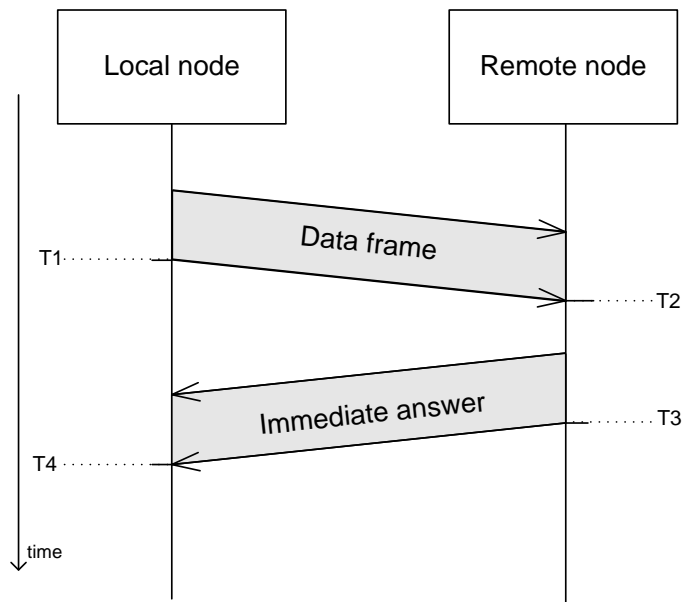 Local node
Remote node
Data frame
T1
T2
Immediate answer
T3
T4
time